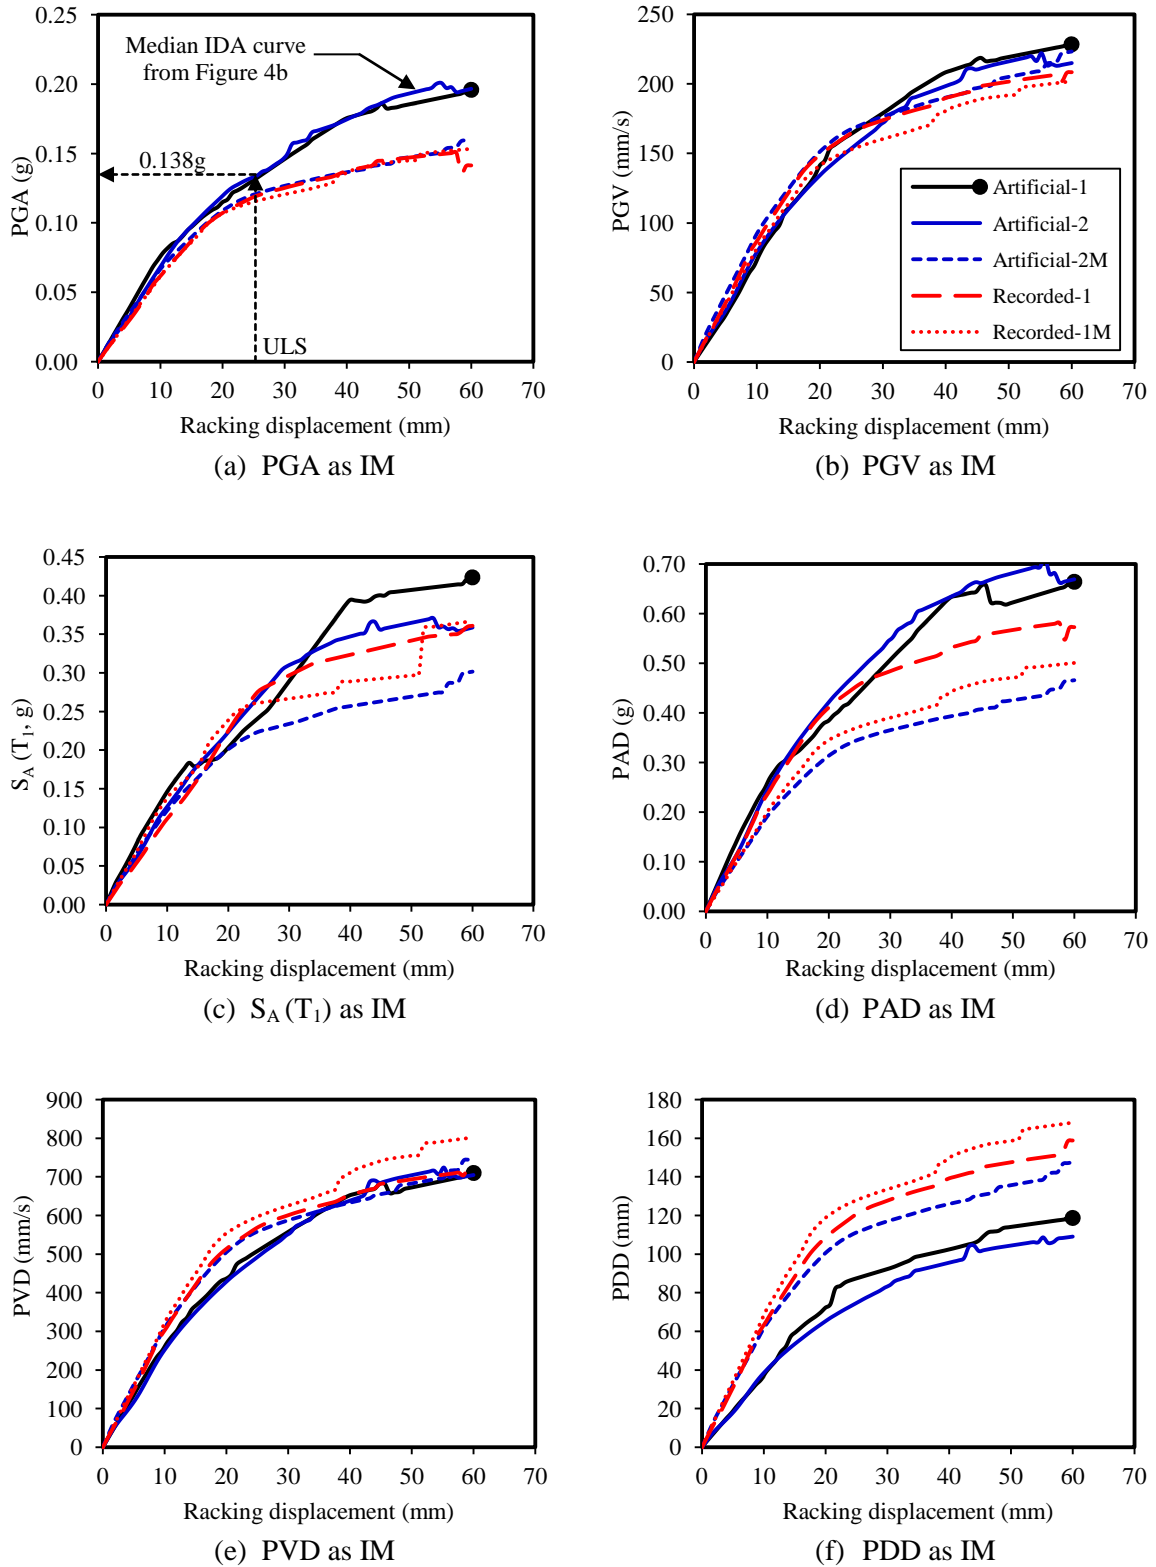 0.25
0.20
0.15
0.10
0.05
0.00
PGA (g)
Median IDA curve
from Figure 4b
0.138g
ULS
0 10 20 30 40 50 60 70
Racking displacement (mm)
(a) PGA as IM
250
200
150
100
50
0
PGV (mm/s)
Artificial-1
Artificial-2
Artificial-2M
Recorded-1
Recorded-1M
0 10 20 30 40 50 60 70
Racking displacement (mm)
(b) PGV as IM
0.45
0.40
0.35
0.30
0.25
0.20
0.15
0.10
0.05
0.00
S_A (T_1, g)
0 10 20 30 40 50 60 70
Racking displacement (mm)
(c) S_A (T_1) as IM
0.70
0.60
0.50
0.40
0.30
0.20
0.10
0.00
PAD (g)
0 10 20 30 40 50 60 70
Racking displacement (mm)
(d) PAD as IM
900
800
700
600
500
400
300
200
100
0
PVD (mm/s)
0 10 20 30 40 50 60 70
Racking displacement (mm)
(e) PVD as IM
180
160
140
120
100
80
60
40
20
0
PDD (mm)
0 10 20 30 40 50 60 70
Racking displacement (mm)
(f) PDD as IM